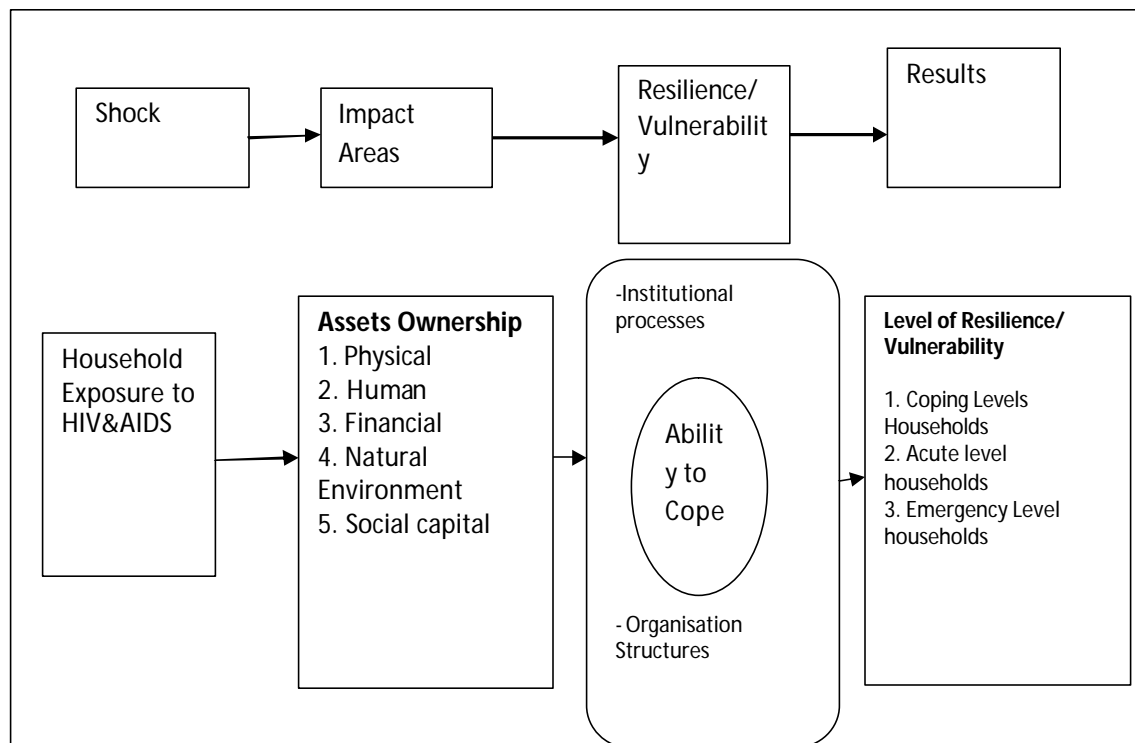 Shock
Impact
Areas
Resilience/
Vulnerabilit
y
Results
Household
Exposure to
HIV&AIDS
Assets Ownership
1. Physical
2. Human
3. Financial
4. Natural
Environment
5. Social capital
-Institutional
processes
Abilit
y to
Cope
- Organisation
Structures
Level of Resilience/
Vulnerability
1. Coping Levels
Households
2. Acute level
households
3. Emergency Level
households